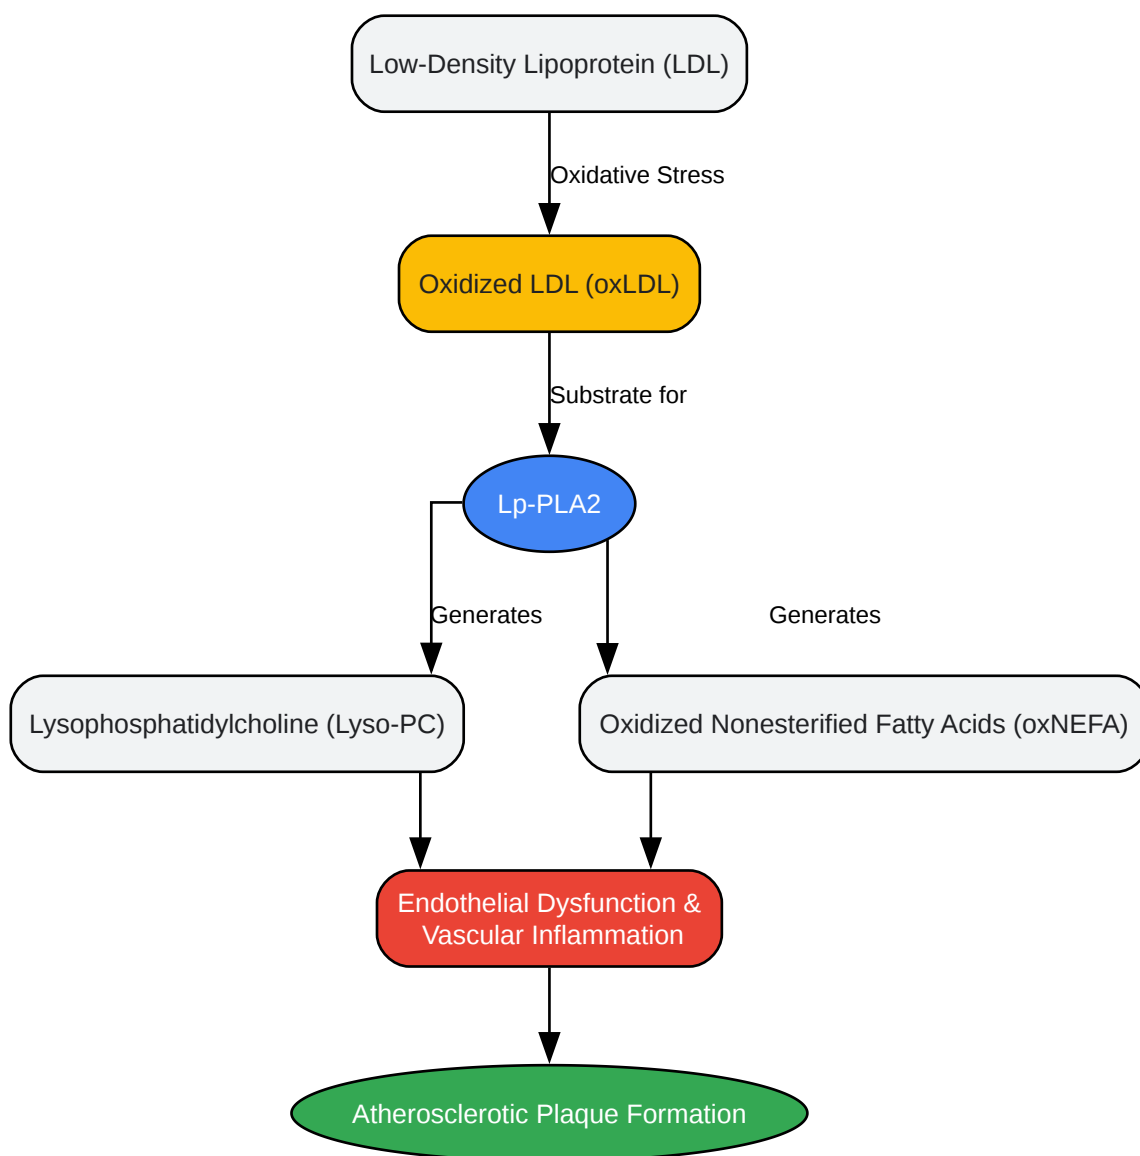 Low-Density Lipoprotein (LDL)
Oxidative Stress
Oxidized LDL (oxLDL)
Substrate for
Lp-PLA2
Generates
Generates
Lysophosphatidylcholine (Lyso-PC)
Oxidized Nonesterified Fatty Acids (oxNEFA)
Endothelial Dysfunction &
Vascular Inflammation
Atherosclerotic Plaque Formation